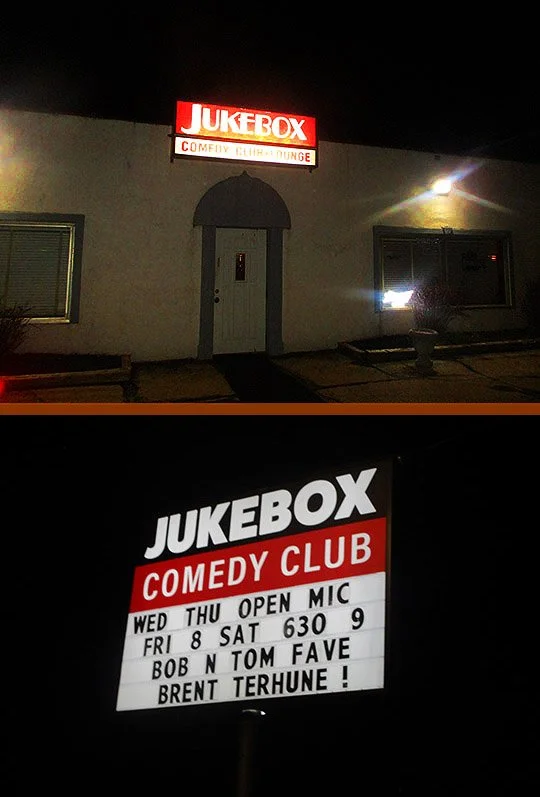 JUKEBOX
COMEDY CLUB LOUNGE
JUKEBOX
COMEDY CLUB
WED THU OPEN MIC
FRI 8 SAT 630 9
BOB N TOM FAVE
BRENT TERHUNE !